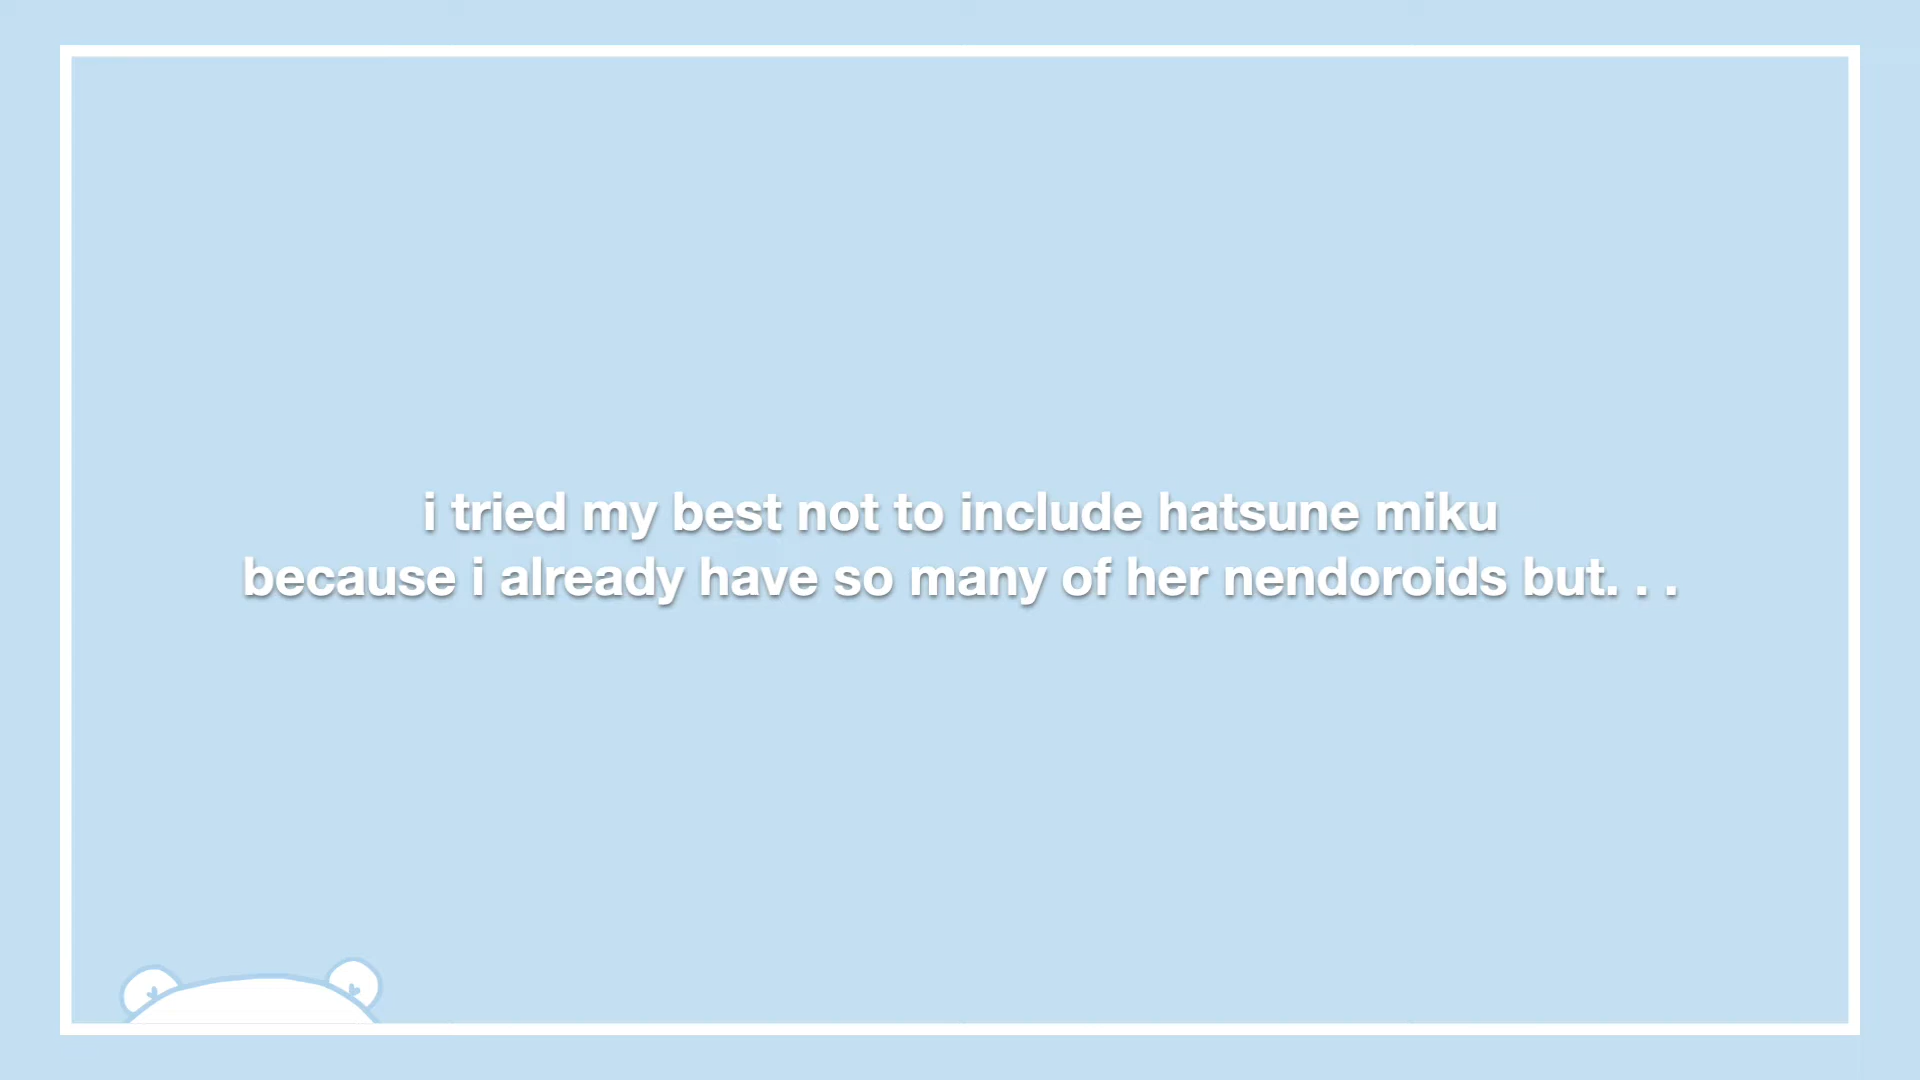 i tried my best not to include hatsune miku
because i already have so many of her nendoroids but. . .